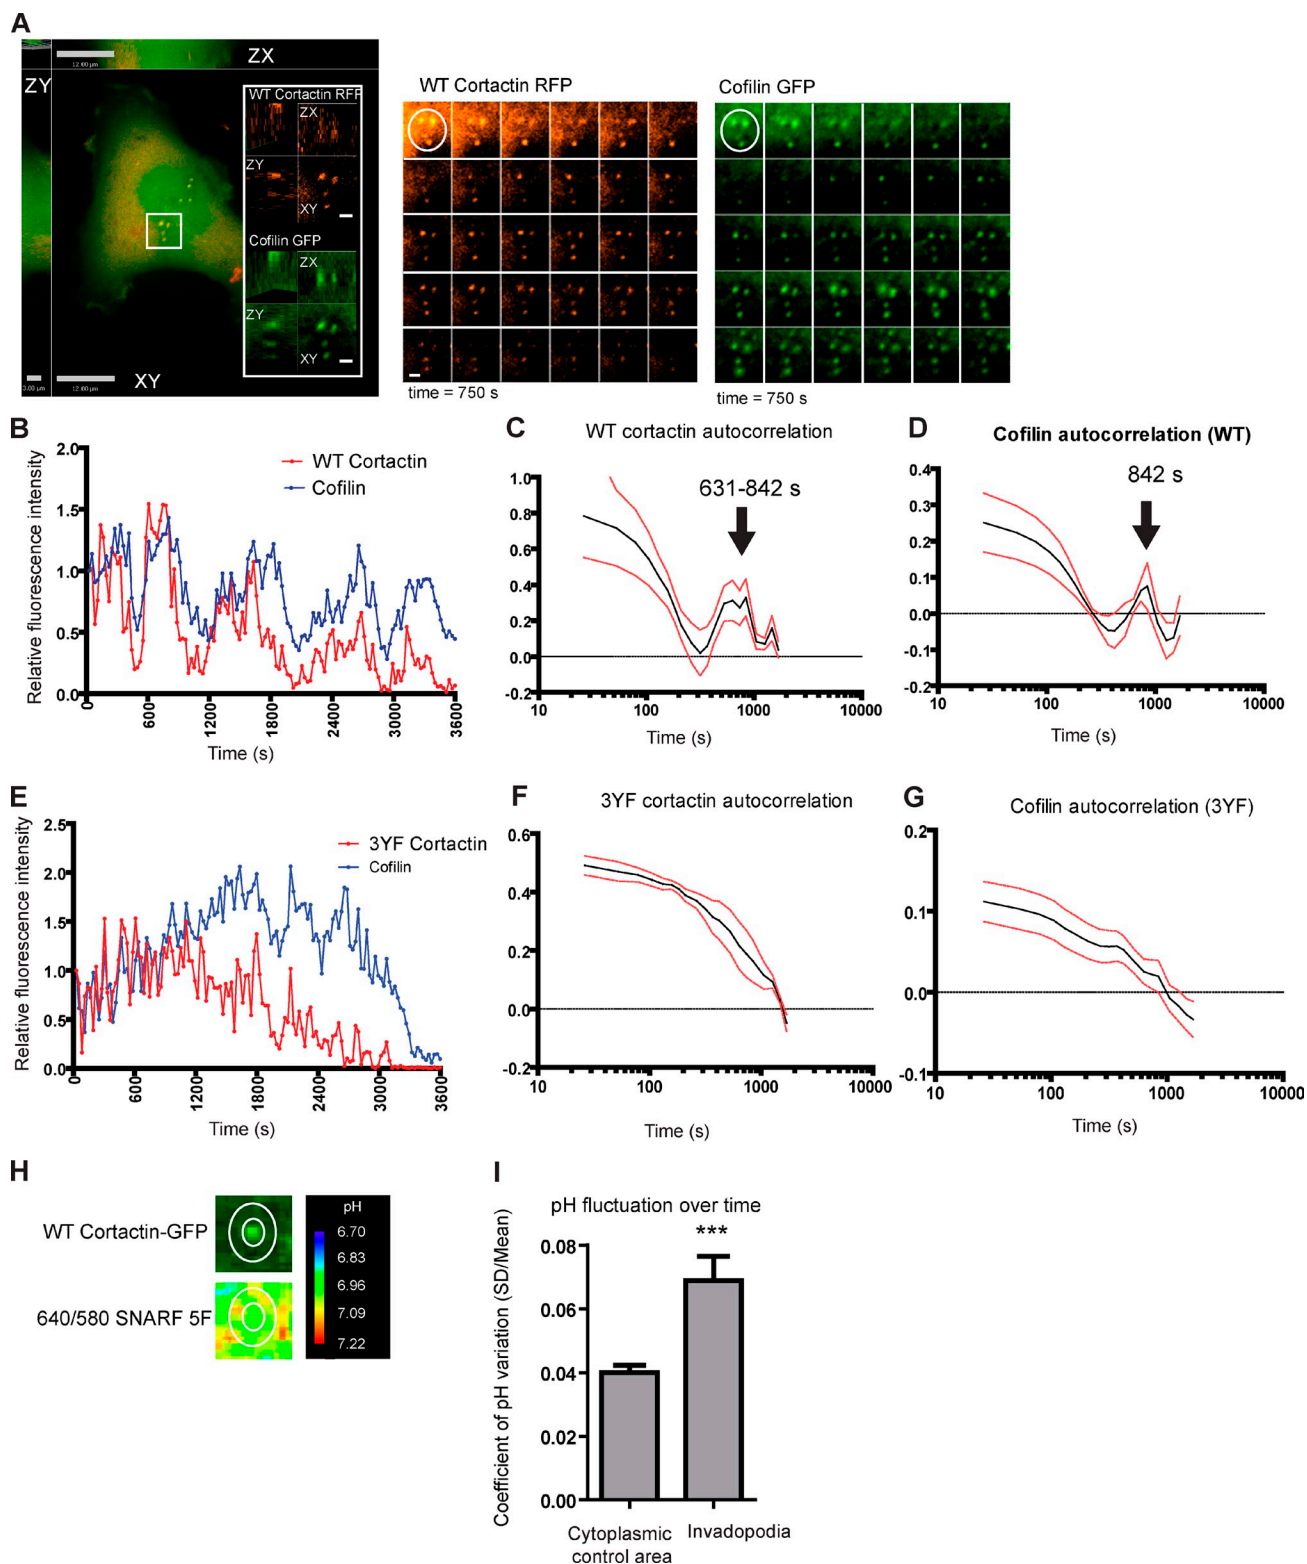 A
12.00 µm
ZX
ZY
WT Cortactin RFP
ZX
ZY
XY
Cofilin GFP
ZX
ZY
XY
3.00 µm
12.00 µm
XY
WT Cortactin RFP
time = 750 s
Cofilin GFP
time = 750 s
B
2.0
1.5
1.0
0.5
0.0
Relative fluorescence intensity
WT Cortactin
Cofilin
0
600
1200
1800
2400
3000
3600
Time (s)
C
WT cortactin autocorrelation
631-842 s
1.0
0.8
0.6
0.4
0.2
0.0
-0.2
10
100
1000
10000
Time (s)
D
Cofilin autocorrelation (WT)
842 s
0.4
0.3
0.2
0.1
0.0
-0.1
-0.2
10
100
1000
10000
Time (s)
E
2.5
2.0
1.5
1.0
0.5
0.0
Relative fluorescence intensity
3YF Cortactin
Cofilin
0
600
1200
1800
2400
3000
3600
Time (s)
F
3YF cortactin autocorrelation
0.6
0.4
0.2
0.0
-0.2
10
100
1000
10000
Time (s)
G
Cofilin autocorrelation (3YF)
0.2
0.1
0.0
-0.1
10
100
1000
10000
Time (s)
H
WT Cortactin-GFP
640/580 SNARF 5F
pH
6.70
6.83
6.96
7.09
7.22
I
pH fluctuation over time
***
Coefficient of pH variation (SD/Mean)
0.08
0.06
0.04
0.02
0.00
Cytoplasmic
control area
Invadopodia